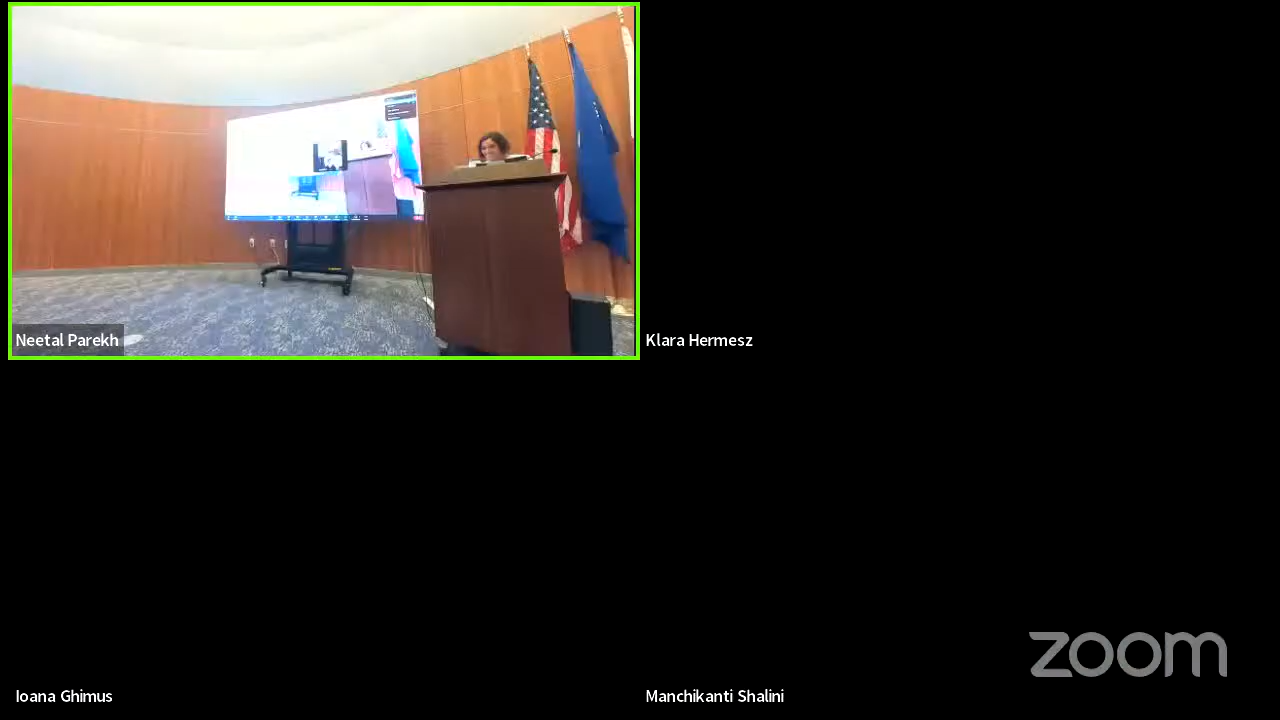 Neetal Parekh
Klara Hermesz
zoom
Ioana Ghimus
Manchikanti Shalini